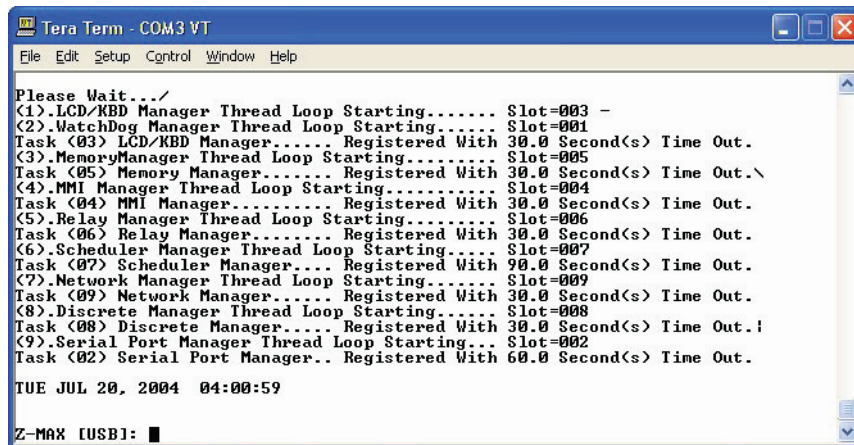 Tera Term - COM3 VT
File Edit Setup Control Window Help
Please Wait.../
(1).LCD/KBD Manager Thread Loop Starting....... Slot=003 -
(2).WatchDog Manager Thread Loop Starting...... Slot=001
Task (03) LCD/KBD Manager...... Registered With 30.0 Second(s) Time Out.
(3).MemoryManager Thread Loop Starting......... Slot=005
Task (05) Memory Manager....... Registered With 30.0 Second(s) Time Out.\
(4).MMI Manager Thread Loop Starting........... Slot=004
Task (04) MMI Manager.......... Registered With 30.0 Second(s) Time Out.
(5).Relay Manager Thread Loop Starting......... Slot=006
Task (06) Relay Manager........ Registered With 30.0 Second(s) Time Out.
(6).Scheduler Manager Thread Loop Starting..... Slot=007
Task (07) Scheduler Manager.... Registered With 90.0 Second(s) Time Out.
(7).Network Manager Thread Loop Starting....... Slot=009
Task (09) Network Manager...... Registered With 30.0 Second(s) Time Out.
(8).Discrete Manager Thread Loop Starting...... Slot=008
Task (08) Discrete Manager..... Registered With 30.0 Second(s) Time Out.|
(9).Serial Port Manager Thread Loop Starting... Slot=002
Task (02) Serial Port Manager.. Registered With 60.0 Second(s) Time Out.
TUE JUL 20, 2004 04:00:59
Z-MAX [USB]: